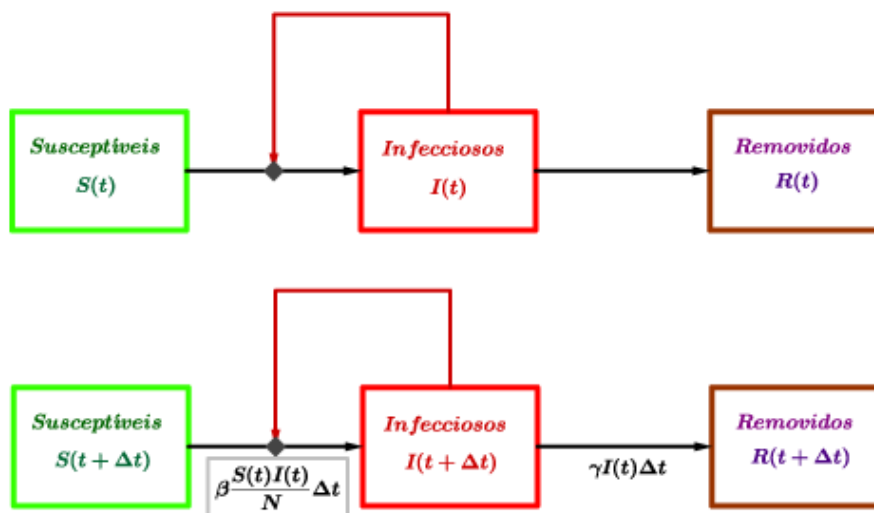 Susceptíveis
S(t)
Infecciosos
I(t)
Removidos
R(t)
Susceptíveis
S(t + Δt)
Infecciosos
I(t + Δt)
Removidos
R(t + Δt)
β S(t)I(t)/N Δt
γI(t)Δt